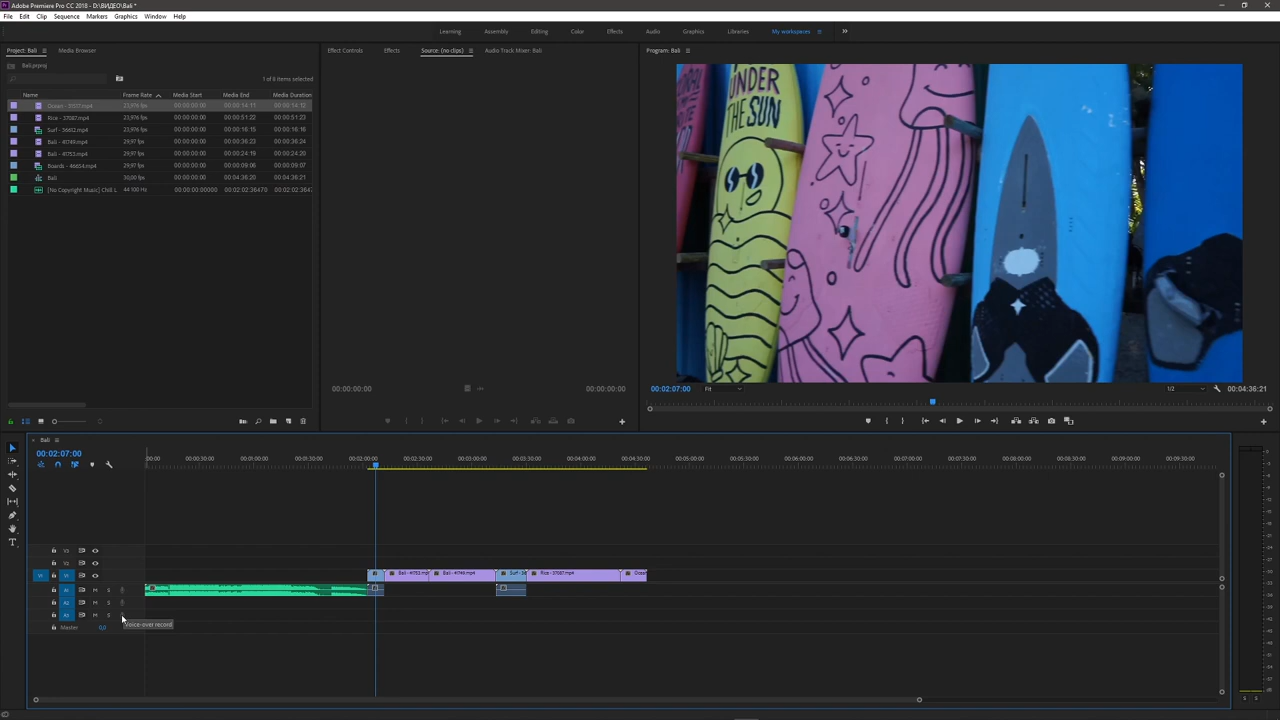 Adobe Premiere Pro CC 2018 - D:\ВИДЕО\Bali *
File Edit Clip Sequence Markers Graphics Window Help
Learning Assembly Editing Color Effects Audio Graphics My workspaces
Project: Bali Media Browser
Effect Controls Effects Source: (no clips) Audio Track Mixer: Bali
Program: Bali
Bali.prproj
1 of 8 items selected
Name Frame Rate Media Start Media End Media Duration
23,976 fps 00:00:00:00 00:00:14:11 00:00:14:12
Rice - 37087.mp4 23,976 fps 00:00:00:00 00:00:51:22 00:00:51:23
Surf - 36612.mp4 23,976 fps 00:00:00:00 00:00:16:15 00:00:16:16
Bali - 41749.mp4 29,97 fps 00:00:00:00 00:00:36:23 00:00:36:24
Bali - 41753.mp4 29,97 fps 00:00:00:00 00:00:24:19 00:00:24:20
Boards - 46654.mp4 29,97 fps 00:00:00:00 00:00:09:06 00:00:09:07
Bali 30,00 fps 00:00:00:00 00:04:36:20 00:04:36:21
[No Copyright Music] Chill L 44 100 Hz 00:00:00:00000 00:02:02:36470 00:02:02:3647
UNDER
THE SUN
00:00:00:00 00:00:00:00
00:02:07:00 Fit 1/2 00:04:36:21
Bali
00:02:07:00
:00:00 00:00:30:00 00:01:00:00 00:01:30:00 00:02:00:00 00:02:30:00 00:03:00:00 00:03:30:00 00:04:00:00 00:04:30:00 00:05:00:00 00:05:30:00 00:06:00:00 00:06:30:00 00:07:00:00 00:07:30:00 00:08:00:00 00:08:30:00 00:09:00:00 00:09:30:00
V3
V2
V1 V1 Bali - 41753.mp4 Bali - 41749.mp4 Surf - 36 Rice - 37087.mp4 Ocea
A1 M S
A2 M S
A3 M S
Voice-over record
Master 0,0
S S